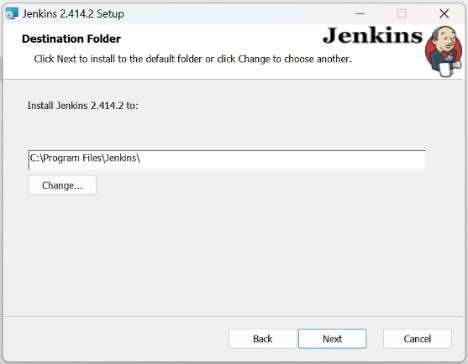 Jenkins 2.414.2 Setup
Destination Folder
Jenkins
Click Next to install to the default folder or click Change to choose another.
Install Jenkins 2.414.2 to:
C:\Program Files\Jenkins\
Change...
Back
Next
Cancel